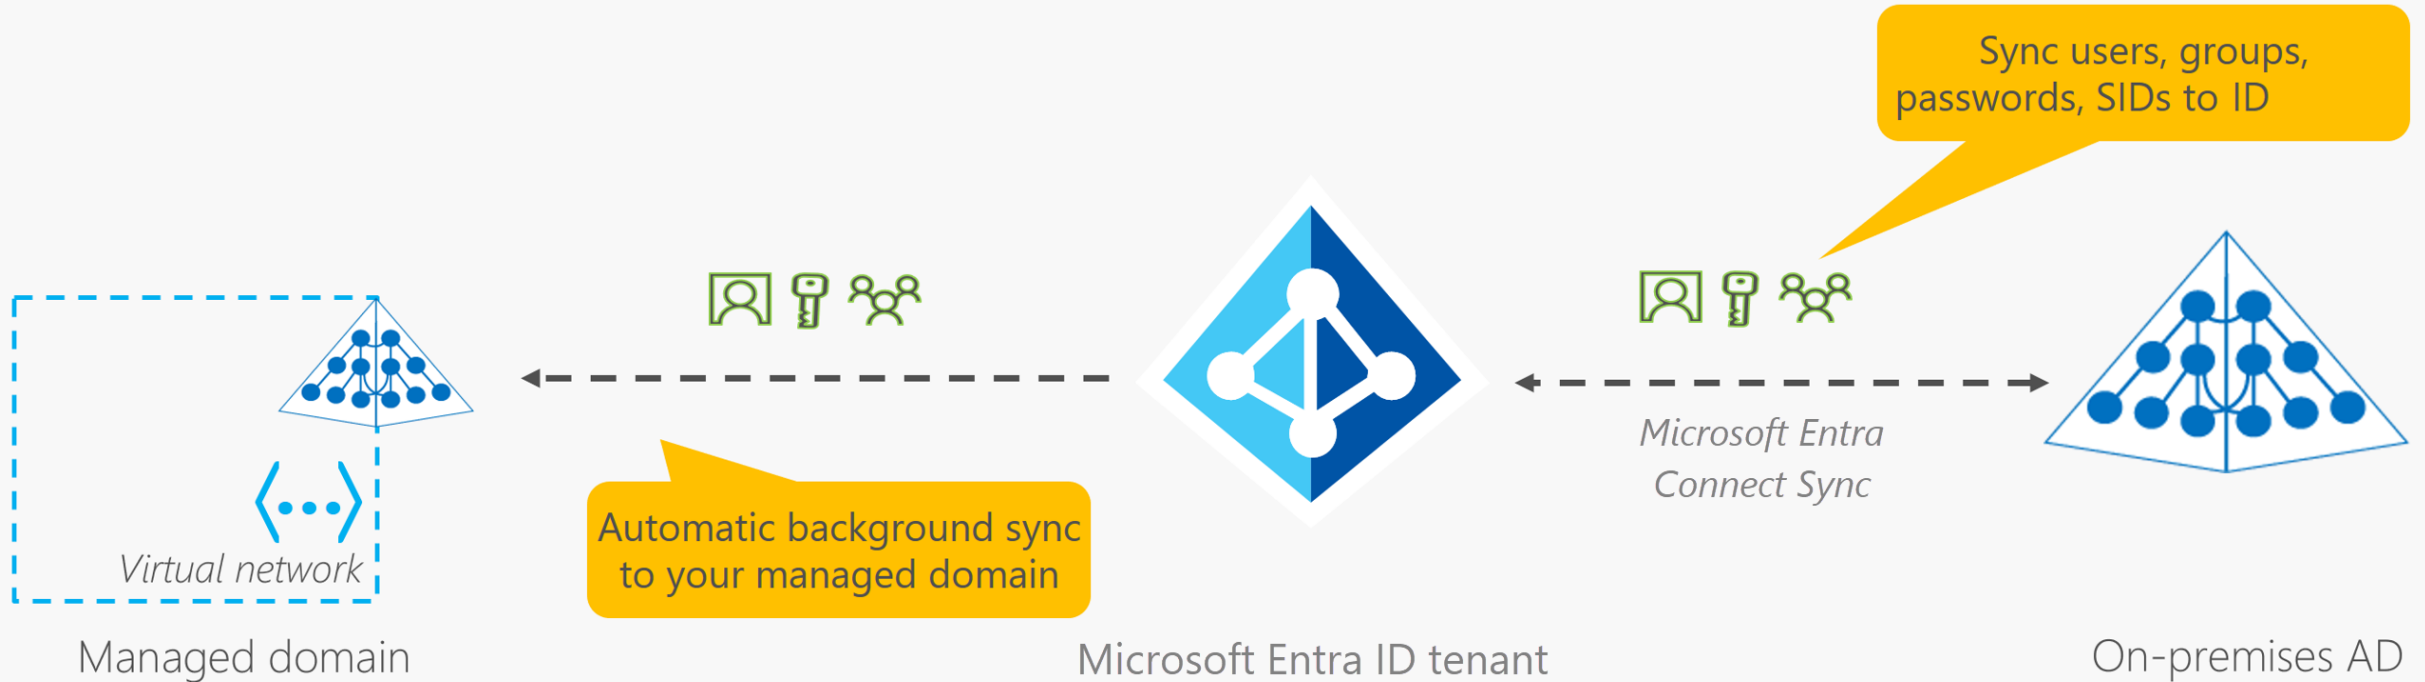 Sync users, groups,
passwords, SIDs to ID
Microsoft Entra
Connect Sync
Automatic background sync
to your managed domain
Virtual network
Managed domain
Microsoft Entra ID tenant
On-premises AD